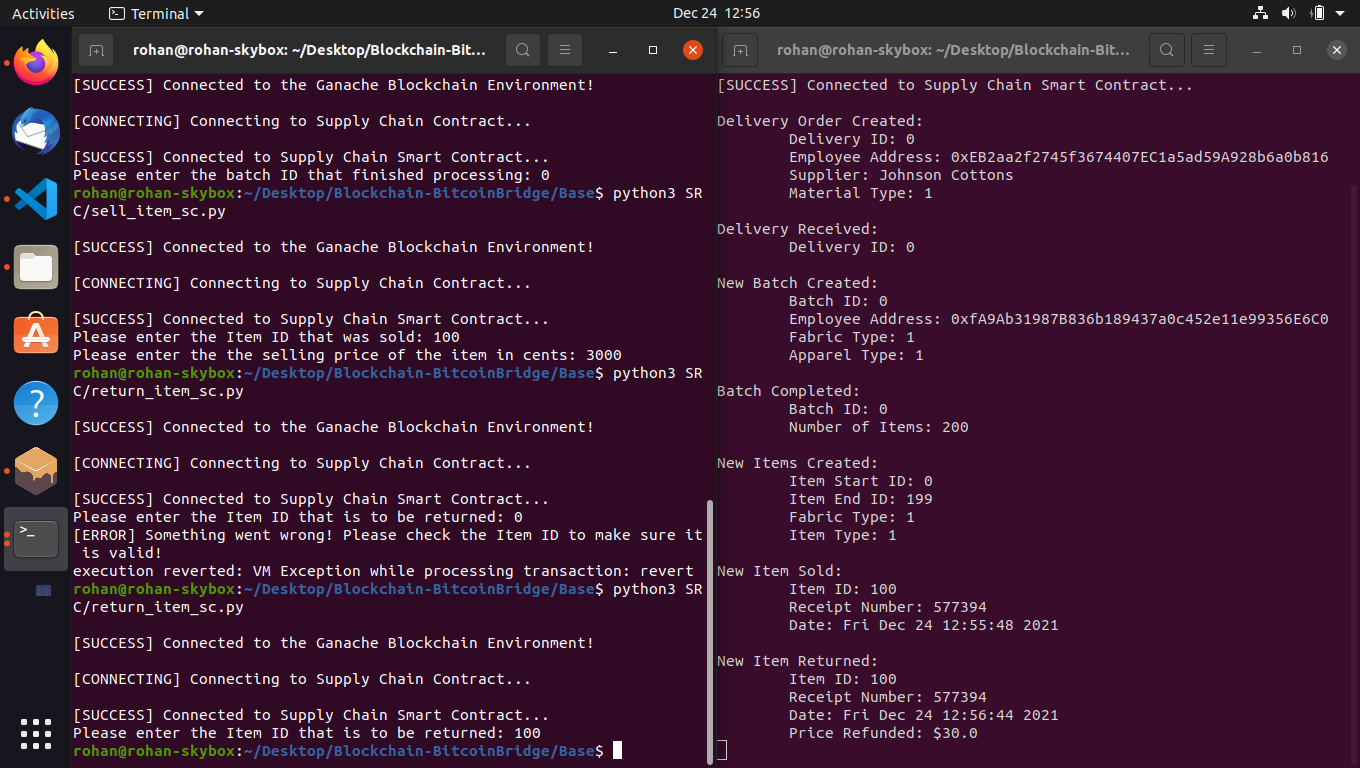 Activities
Terminal
Dec 24 12:56
rohan@rohan-skybox: ~/Desktop/Blockchain-Bit...
[SUCCESS] Connected to the Ganache Blockchain Environment!
[CONNECTING] Connecting to Supply Chain Contract...
[SUCCESS] Connected to Supply Chain Smart Contract...
Please enter the batch ID that finished processing: 0
rohan@rohan-skybox:~/Desktop/Blockchain-BitcoinBridge/Base$ python3 SR
C/sell_item_sc.py
[SUCCESS] Connected to the Ganache Blockchain Environment!
[CONNECTING] Connecting to Supply Chain Contract...
[SUCCESS] Connected to Supply Chain Smart Contract...
Please enter the Item ID that was sold: 100
Please enter the the selling price of the item in cents: 3000
rohan@rohan-skybox:~/Desktop/Blockchain-BitcoinBridge/Base$ python3 SR
C/return_item_sc.py
[SUCCESS] Connected to the Ganache Blockchain Environment!
[CONNECTING] Connecting to Supply Chain Contract...
[SUCCESS] Connected to Supply Chain Smart Contract...
Please enter the Item ID that is to be returned: 0
[ERROR] Something went wrong! Please check the Item ID to make sure it
is valid!
execution reverted: VM Exception while processing transaction: revert
rohan@rohan-skybox:~/Desktop/Blockchain-BitcoinBridge/Base$ python3 SR
C/return_item_sc.py
[SUCCESS] Connected to the Ganache Blockchain Environment!
[CONNECTING] Connecting to Supply Chain Contract...
[SUCCESS] Connected to Supply Chain Smart Contract...
Please enter the Item ID that is to be returned: 100
rohan@rohan-skybox:~/Desktop/Blockchain-BitcoinBridge/Base$
rohan@rohan-skybox: ~/Desktop/Blockchain-Bit...
[SUCCESS] Connected to Supply Chain Smart Contract...
Delivery Order Created:
Delivery ID: 0
Employee Address: 0xEB2aa2f2745f3674407EC1a5ad59A928b6a0b816
Supplier: Johnson Cottons
Material Type: 1
Delivery Received:
Delivery ID: 0
New Batch Created:
Batch ID: 0
Employee Address: 0xfA9Ab31987B836b189437a0c452e11e99356E6C0
Fabric Type: 1
Apparel Type: 1
Batch Completed:
Batch ID: 0
Number of Items: 200
New Items Created:
Item Start ID: 0
Item End ID: 199
Fabric Type: 1
Item Type: 1
New Item Sold:
Item ID: 100
Receipt Number: 577394
Date: Fri Dec 24 12:55:48 2021
New Item Returned:
Item ID: 100
Receipt Number: 577394
Date: Fri Dec 24 12:56:44 2021
Price Refunded: $30.0